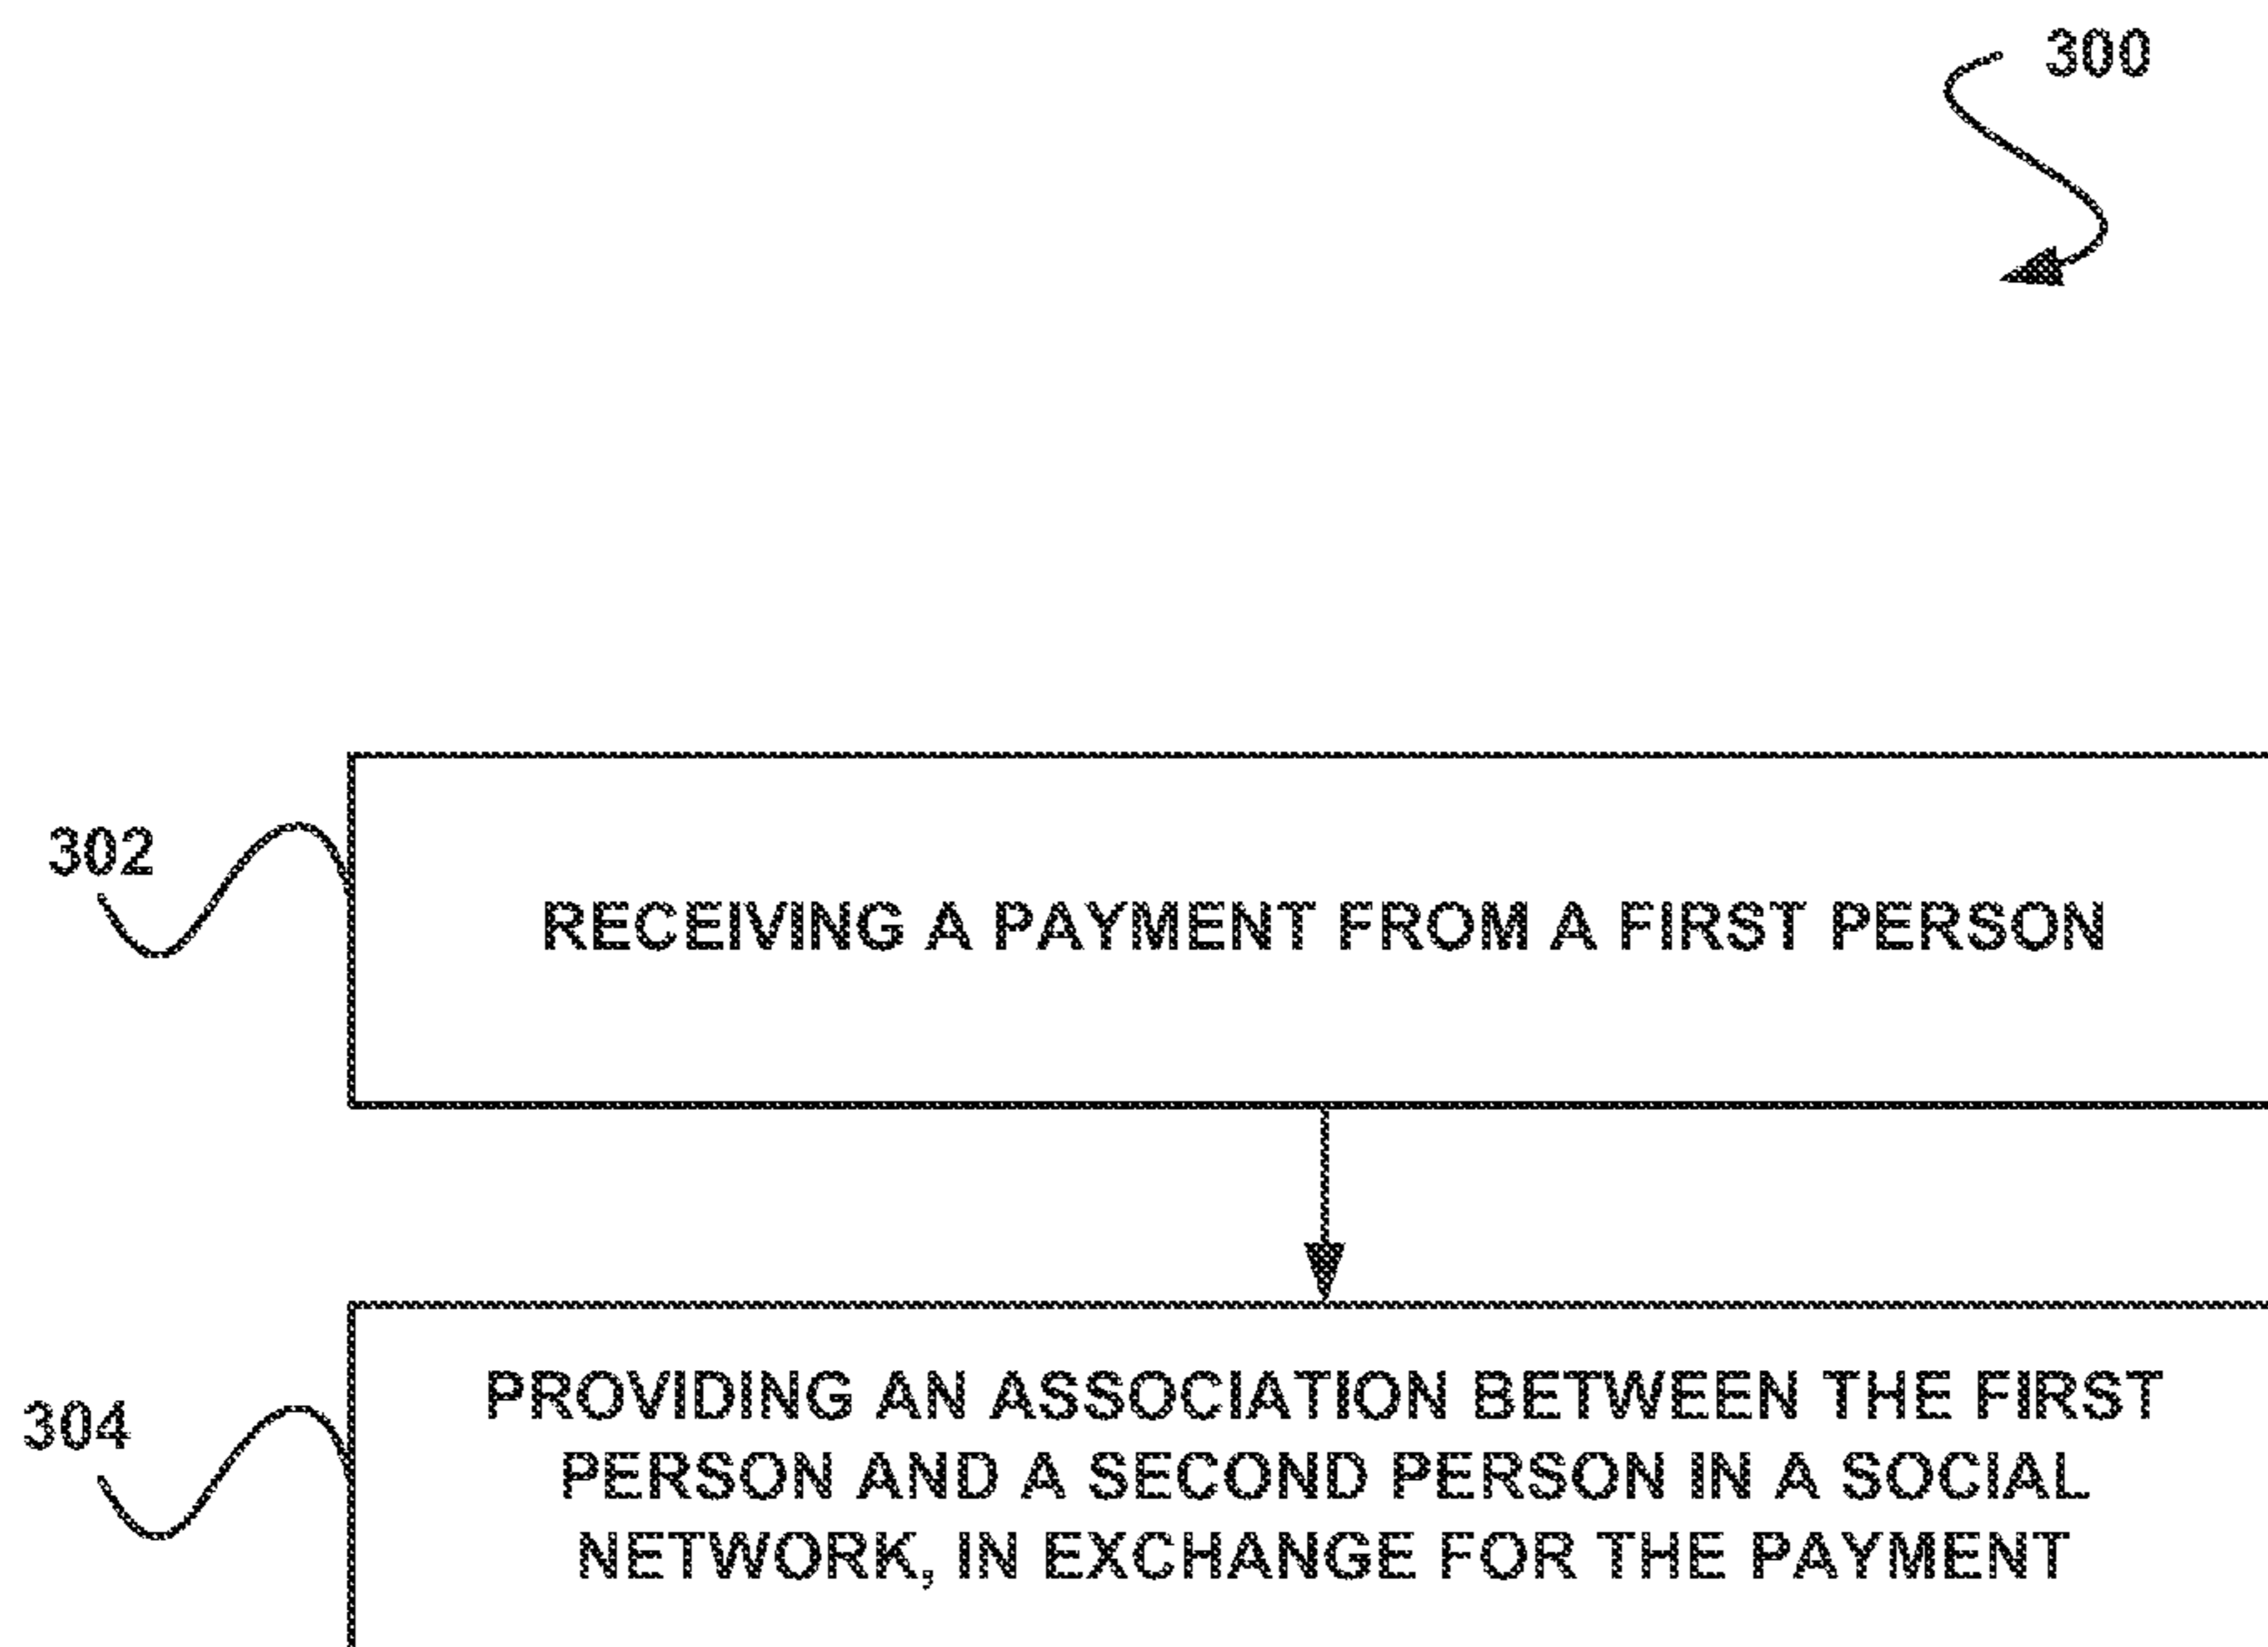 300
302
RECEIVING A PAYMENT FROM A FIRST PERSON
304
PROVIDING AN ASSOCIATION BETWEEN THE FIRST
PERSON AND A SECOND PERSON IN A SOCIAL
NETWORK, IN EXCHANGE FOR THE PAYMENT